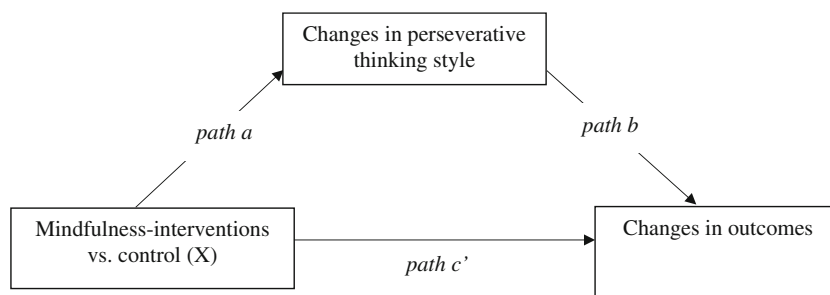 Changes in perseverative
thinking style
path a
path b
Mindfulness-interventions
vs. control (X)
Changes in outcomes
path c’